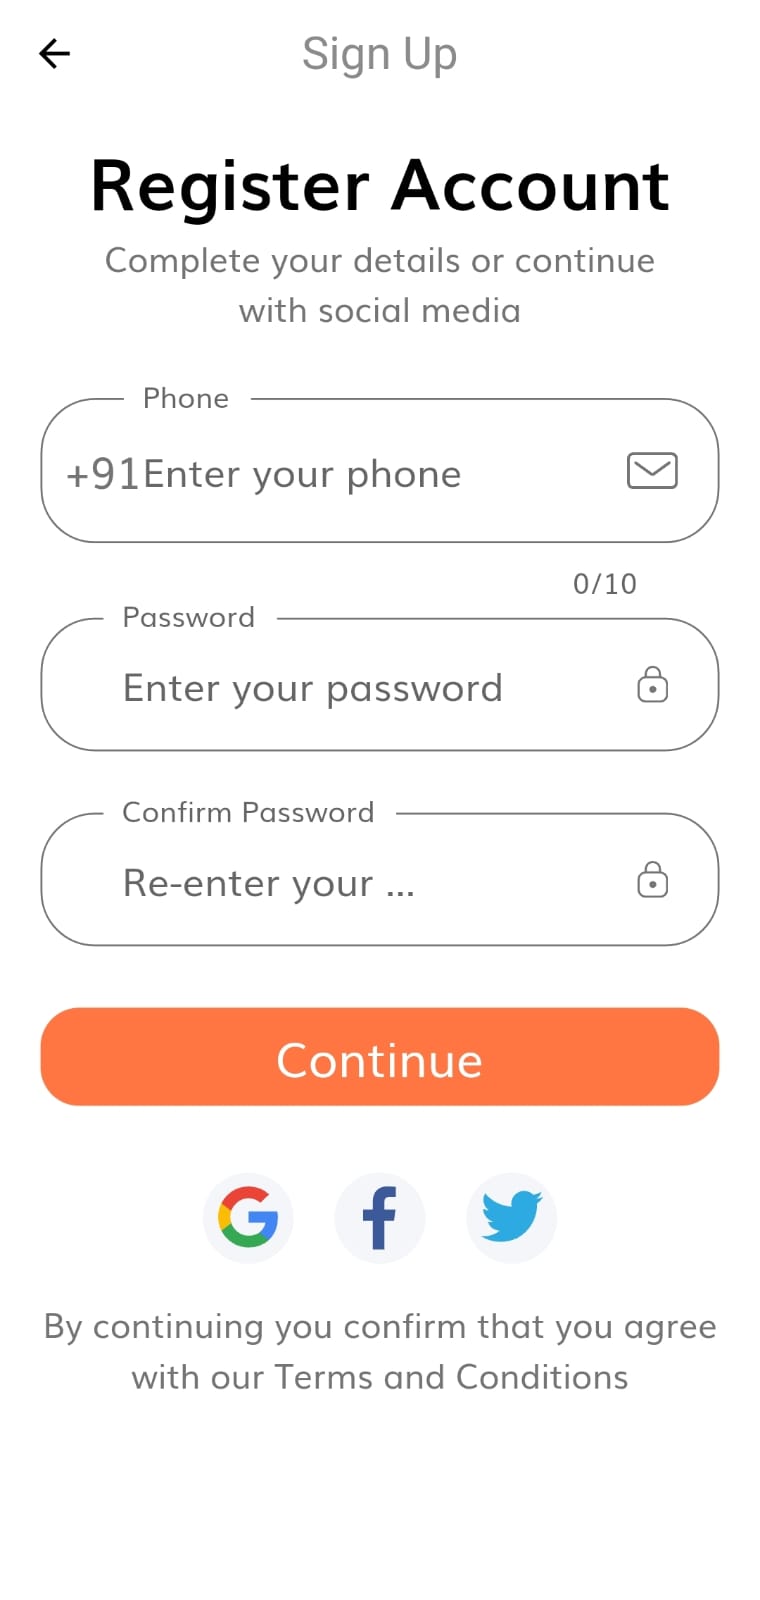 Sign Up
Register Account
Complete your details or continue
with social media
Phone
+91Enter your phone
0/10
Password
Enter your password
Confirm Password
Re-enter your ...
Continue
By continuing you confirm that you agree
with our Terms and Conditions